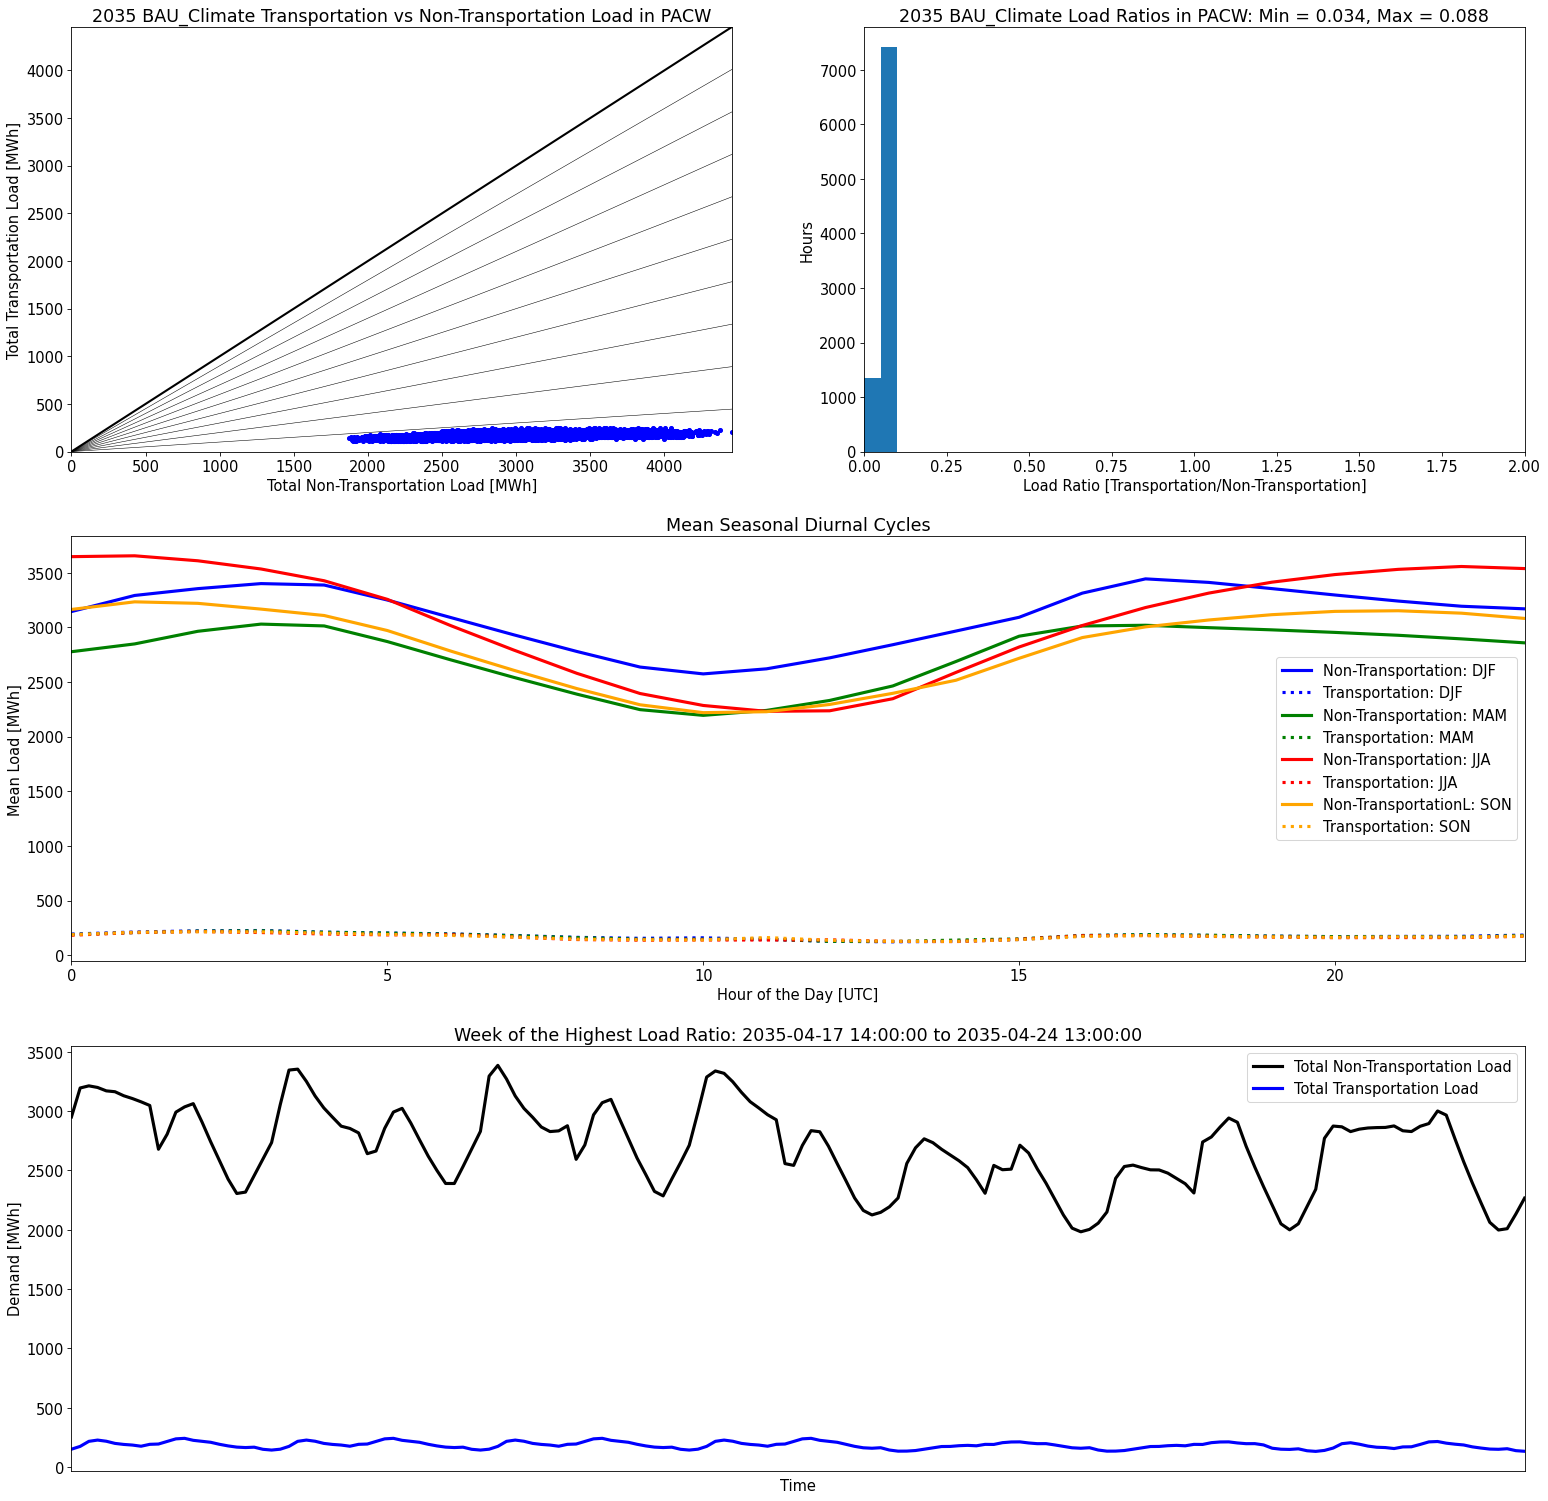 2035 BAU_Climate Transportation vs Non-Transportation Load in PACW
Total Transportation Load [MWh]
4000
3500
3000
2500
2000
1500
1000
500
0
0 500 1000 1500 2000 2500 3000 3500 4000
Total Non-Transportation Load [MWh]
2035 BAU_Climate Load Ratios in PACW: Min = 0.034, Max = 0.088
Hours
7000
6000
5000
4000
3000
2000
1000
0
0.00 0.25 0.50 0.75 1.00 1.25 1.50 1.75 2.00
Load Ratio [Transportation/Non-Transportation]
Mean Seasonal Diurnal Cycles
Mean Load [MWh]
3500
3000
2500
2000
1500
1000
500
0
0 5 10 15 20
Hour of the Day [UTC]
Non-Transportation: DJF
Transportation: DJF
Non-Transportation: MAM
Transportation: MAM
Non-Transportation: JJA
Transportation: JJA
Non-TransportationL: SON
Transportation: SON
Week of the Highest Load Ratio: 2035-04-17 14:00:00 to 2035-04-24 13:00:00
Demand [MWh]
3500
3000
2500
2000
1500
1000
500
0
Time
Total Non-Transportation Load
Total Transportation Load